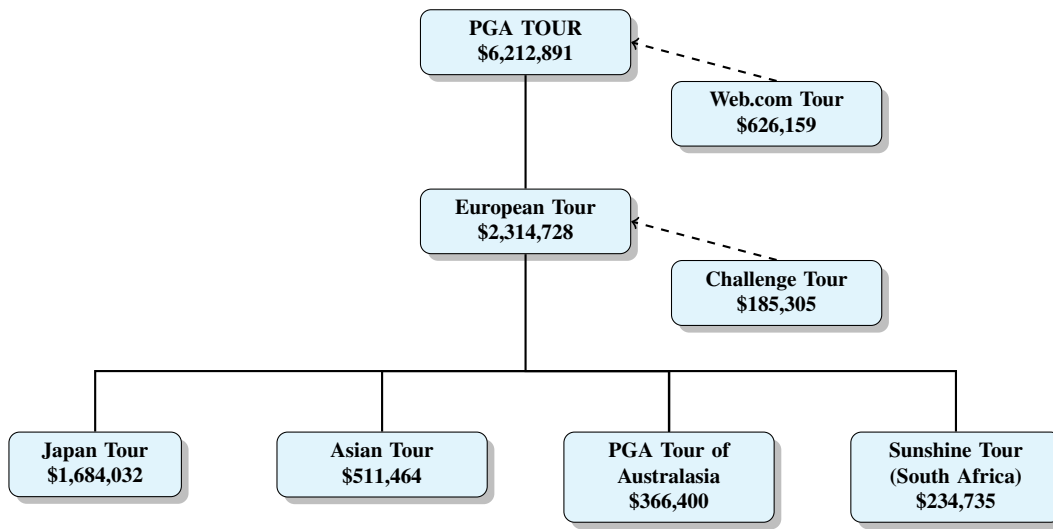 PGA TOUR
$6,212,891
Web.com Tour
$626,159
European Tour
$2,314,728
Challenge Tour
$185,305
Japan Tour
$1,684,032
Asian Tour
$511,464
PGA Tour of
Australasia
$366,400
Sunshine Tour
(South Africa)
$234,735